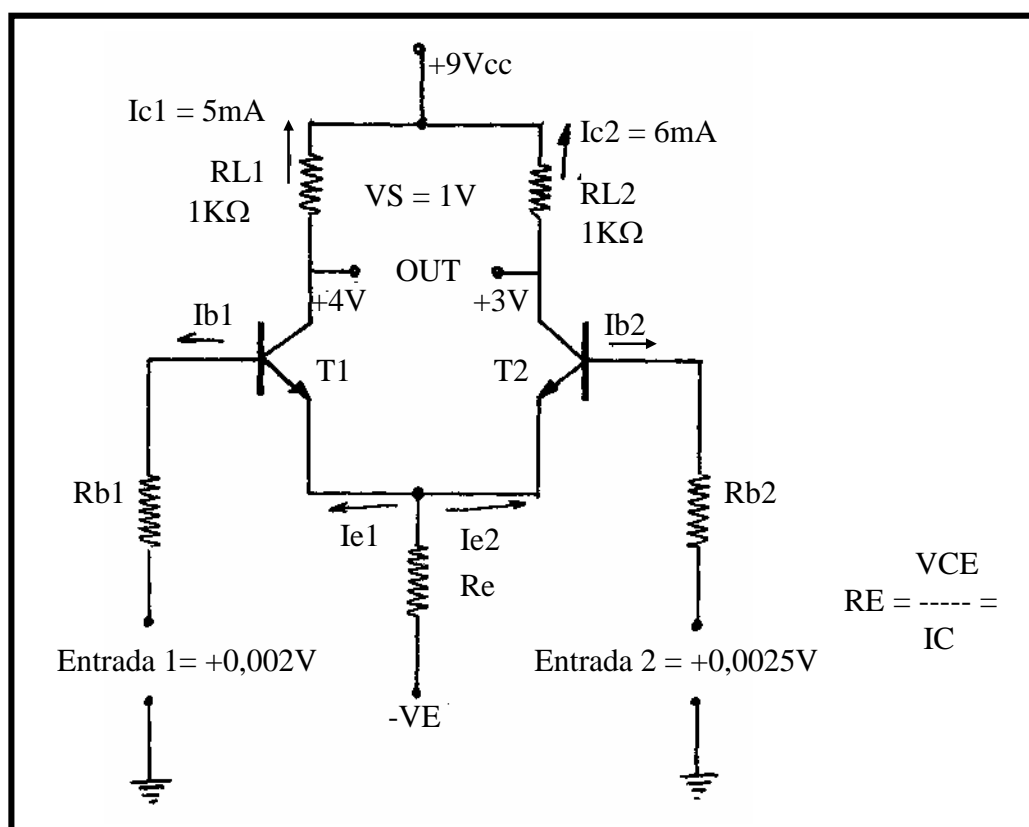 +9Vcc
Ic1 = 5mA
Ic2 = 6mA
RL1
1KΩ
VS = 1V
RL2
1KΩ
OUT
+4V
+3V
Ib1
Ib2
T1
T2
Rb1
Rb2
Ie1
Ie2
Re
VCE
RE = ----- =
IC
Entrada 1= +0,002V
Entrada 2 = +0,0025V
-VE